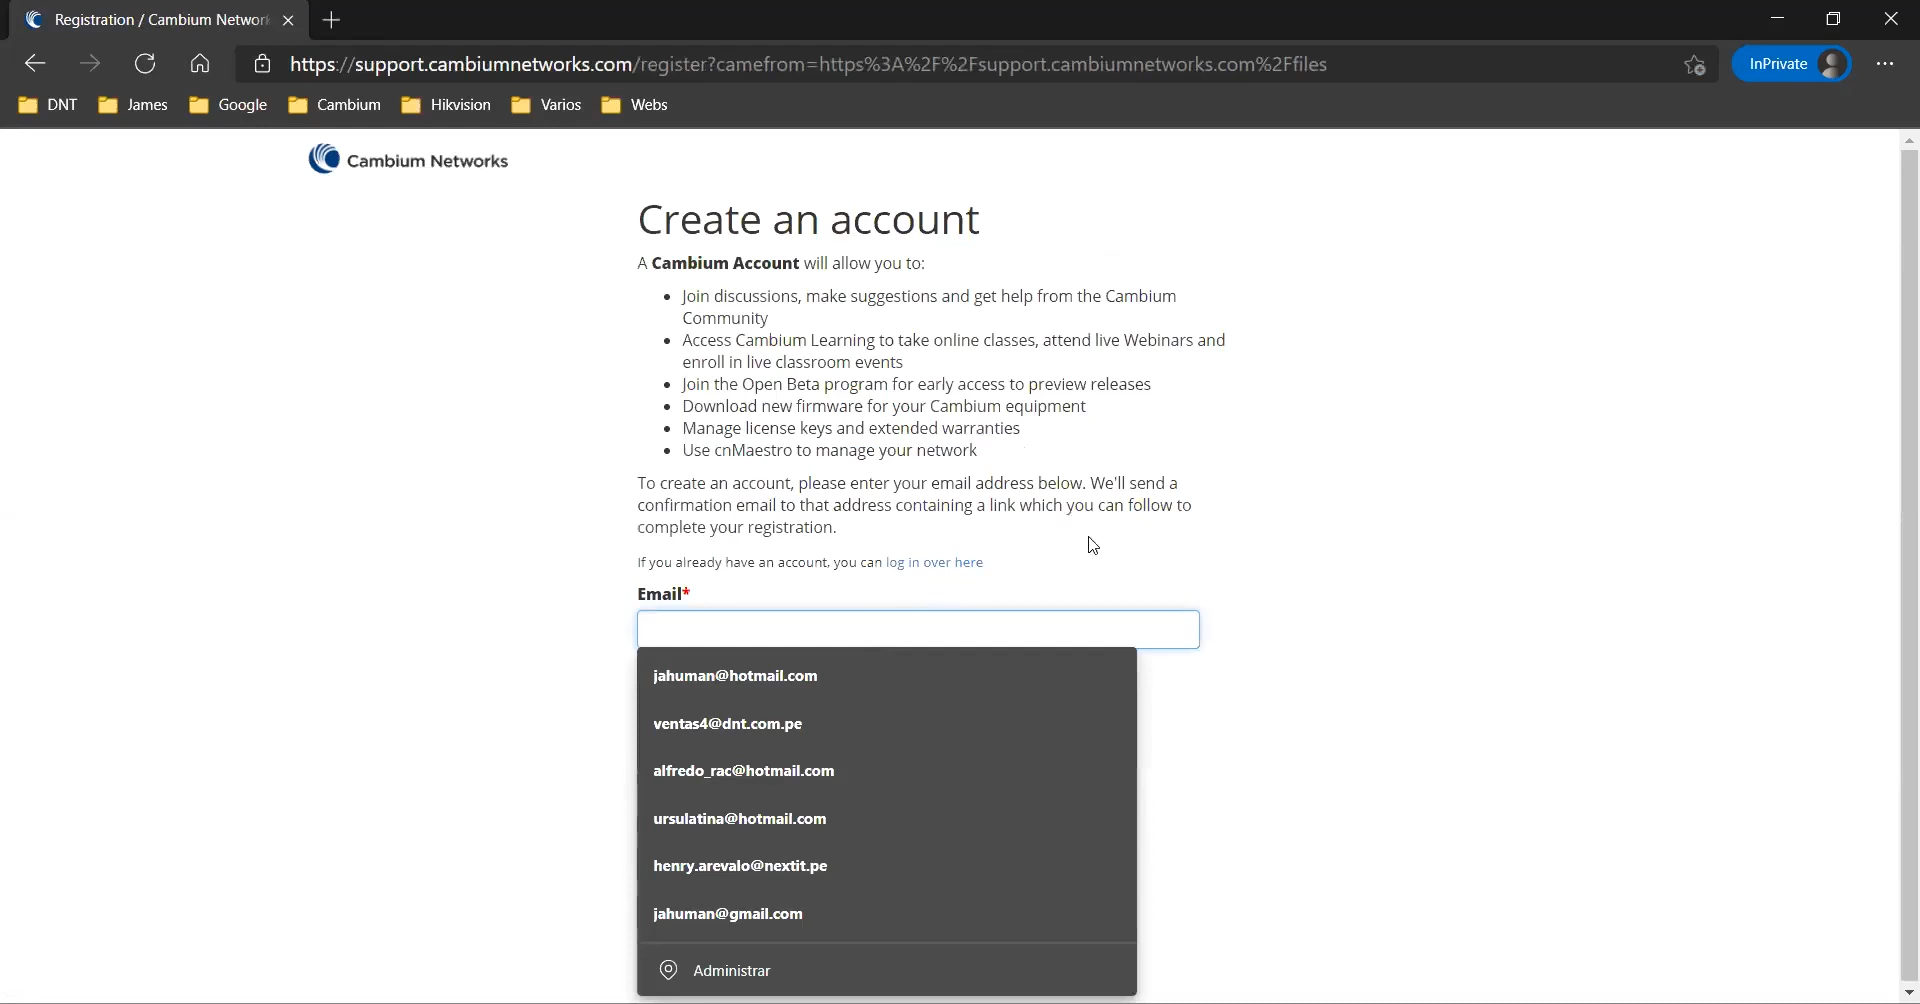 Registration / Cambium Networ
https://support.cambiumnetworks.com/register?camefrom=https%3A%2F%2Fsupport.cambiumnetworks.com%2Ffiles
InPrivate
DNT James Google Cambium Hikvision Varios Webs
Cambium Networks
Create an account
A Cambium Account will allow you to:
• Join discussions, make suggestions and get help from the Cambium
Community
• Access Cambium Learning to take online classes, attend live Webinars and
enroll in live classroom events
• Join the Open Beta program for early access to preview releases
• Download new firmware for your Cambium equipment
• Manage license keys and extended warranties
• Use cnMaestro to manage your network
To create an account, please enter your email address below. We'll send a
confirmation email to that address containing a link which you can follow to
complete your registration.
If you already have an account, you can log in over here
Email*
jahuman@hotmail.com
ventas4@dnt.com.pe
alfredo_rac@hotmail.com
ursulatina@hotmail.com
henry.arevalo@nextit.pe
jahuman@gmail.com
Administrar